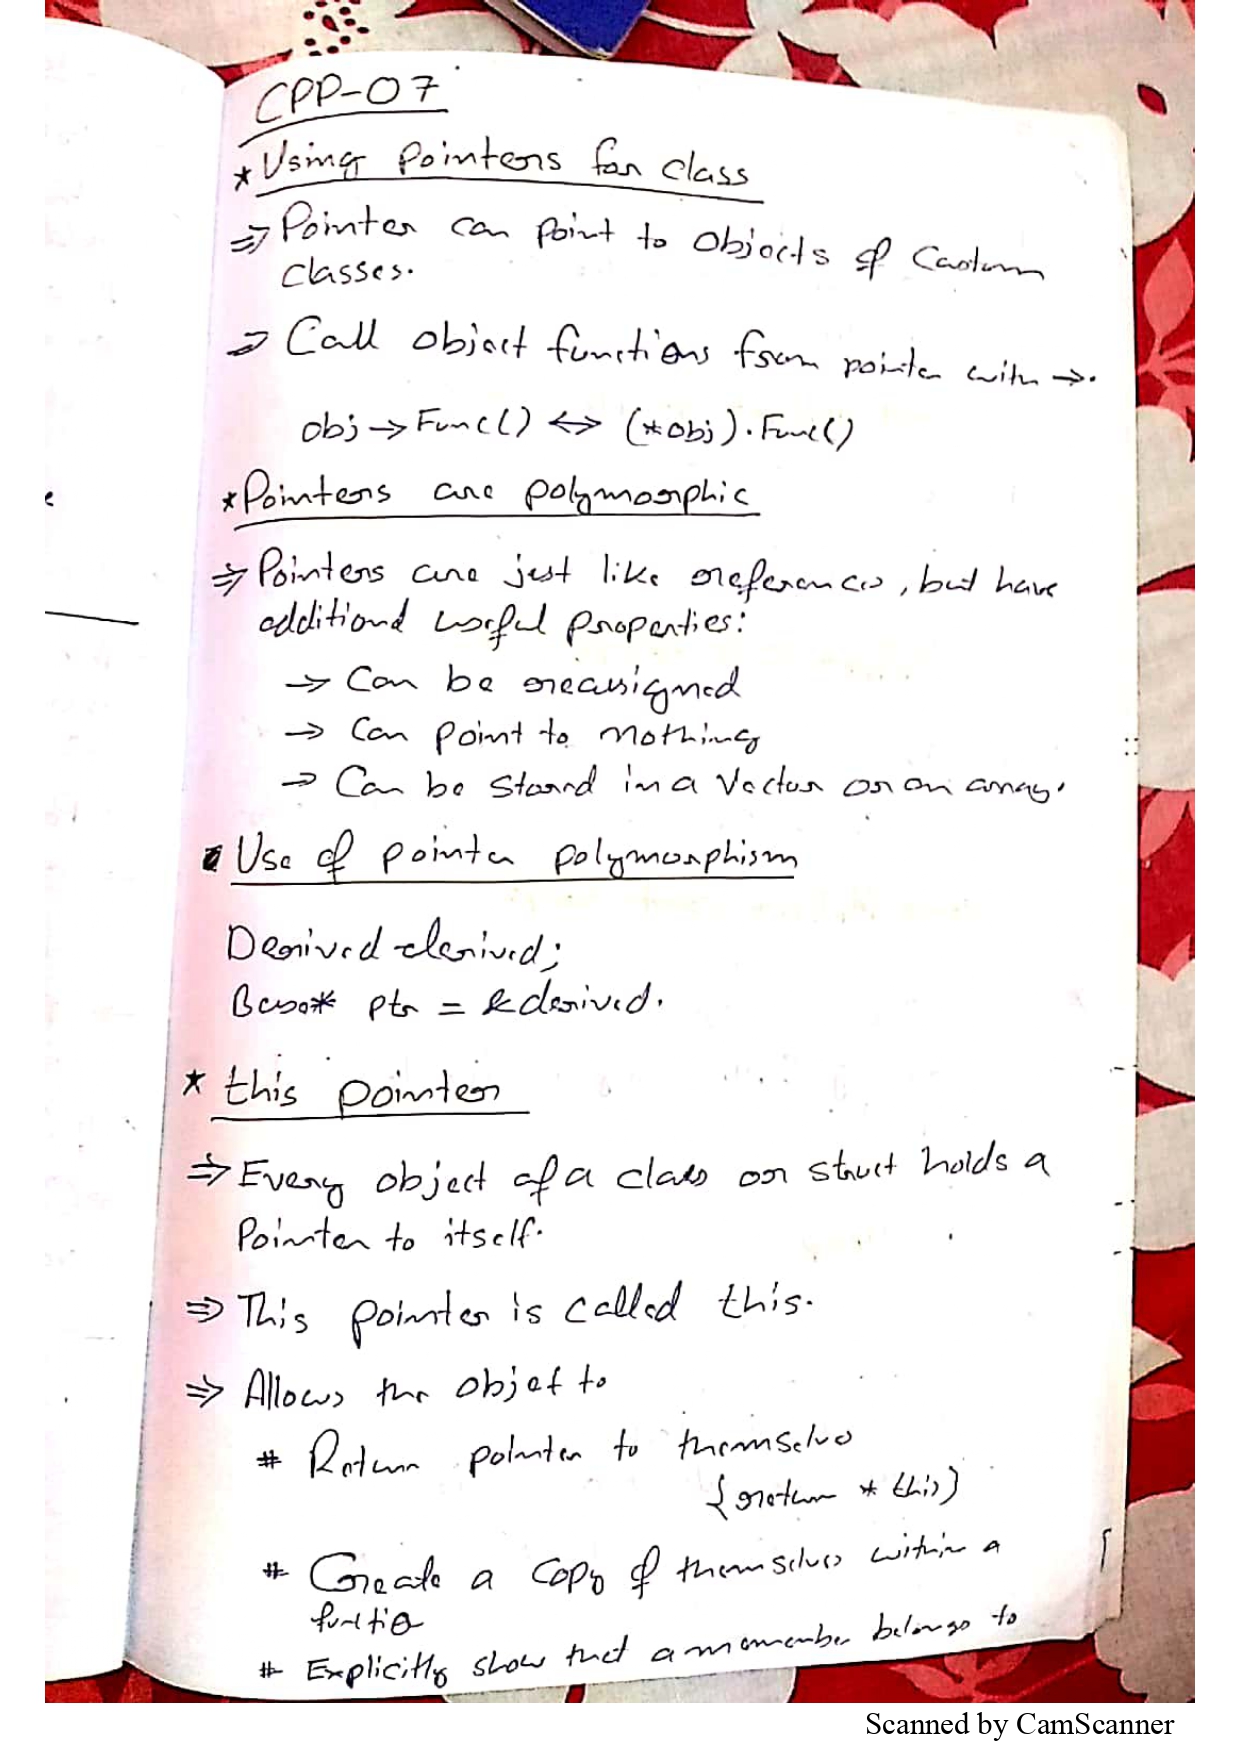 CPP-07
* Using Pointers for class
⇒ Pointer can point to Objects of Custom
classes.
⇒ Call object functions from pointer with →.
obj → Func() ⟺ (*obj).Func()
* Pointers are polymorphic
⇒ Pointers are just like references, but have
additional useful properties:
→ Can be reassigned
→ Can point to nothing
→ Can be stored in a Vector or an array.
Use of pointer polymorphism
Derived derived;
Base* ptr = &derived.
* this pointer
⇒ Every object of a class or struct holds a
Pointer to itself.
⇒ This pointer is called this.
⇒ Allows the objet to
# Return pointer to themselves
{return * this}
# Create a copy of themselves within a
# Explicitly show that a memember belongs to
Scanned by CamScanner